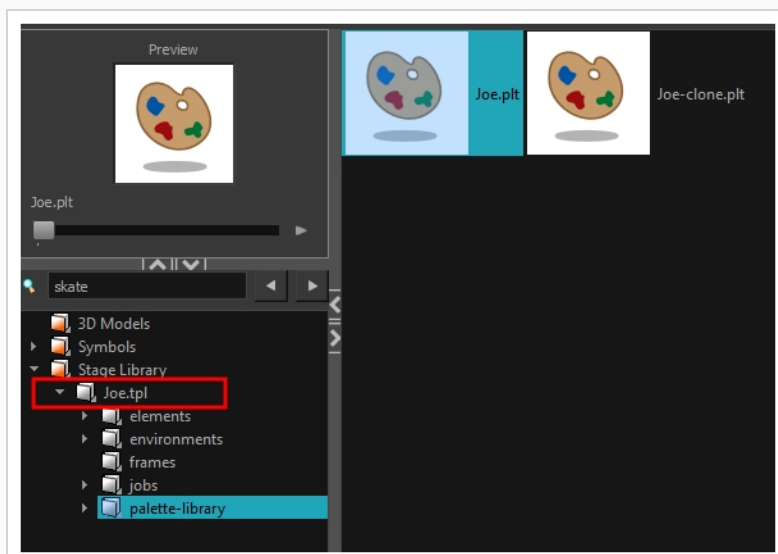 Preview
Joe.plt
skate
3D Models
Symbols
Stage Library
Joe.tpl
elements
environments
frames
jobs
palette-library
Joe.plt
Joe-clone.plt